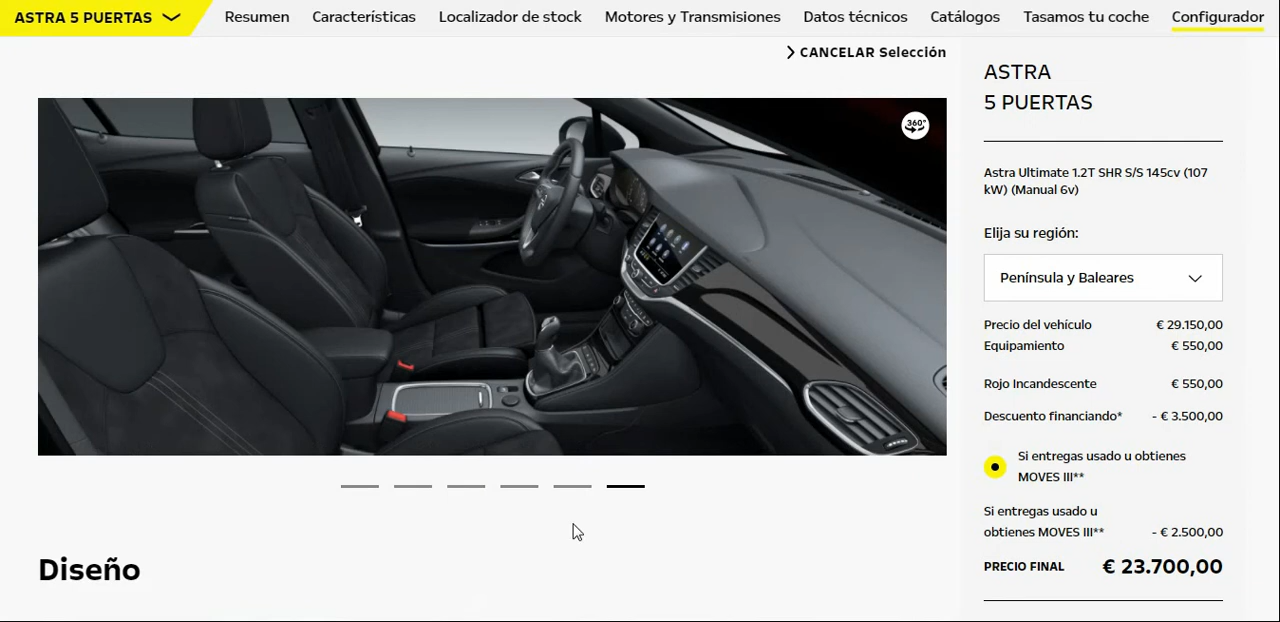 ASTRA 5 PUERTAS
Resumen
Características
Localizador de stock
Motores y Transmisiones
Datos técnicos
Catálogos
Tasamos tu coche
Configurador
CANCELAR Selección
360°
ASTRA
5 PUERTAS
Astra Ultimate 1.2T SHR S/S 145cv (107
kW) (Manual 6v)
Elija su región:
Península y Baleares
Precio del vehículo € 29.150,00
Equipamiento € 550,00
Rojo Incandescente € 550,00
Descuento financiando* - € 3.500,00
Si entregas usado u obtienes
MOVES III**
Si entregas usado u
obtienes MOVES III** - € 2.500,00
PRECIO FINAL € 23.700,00
Diseño